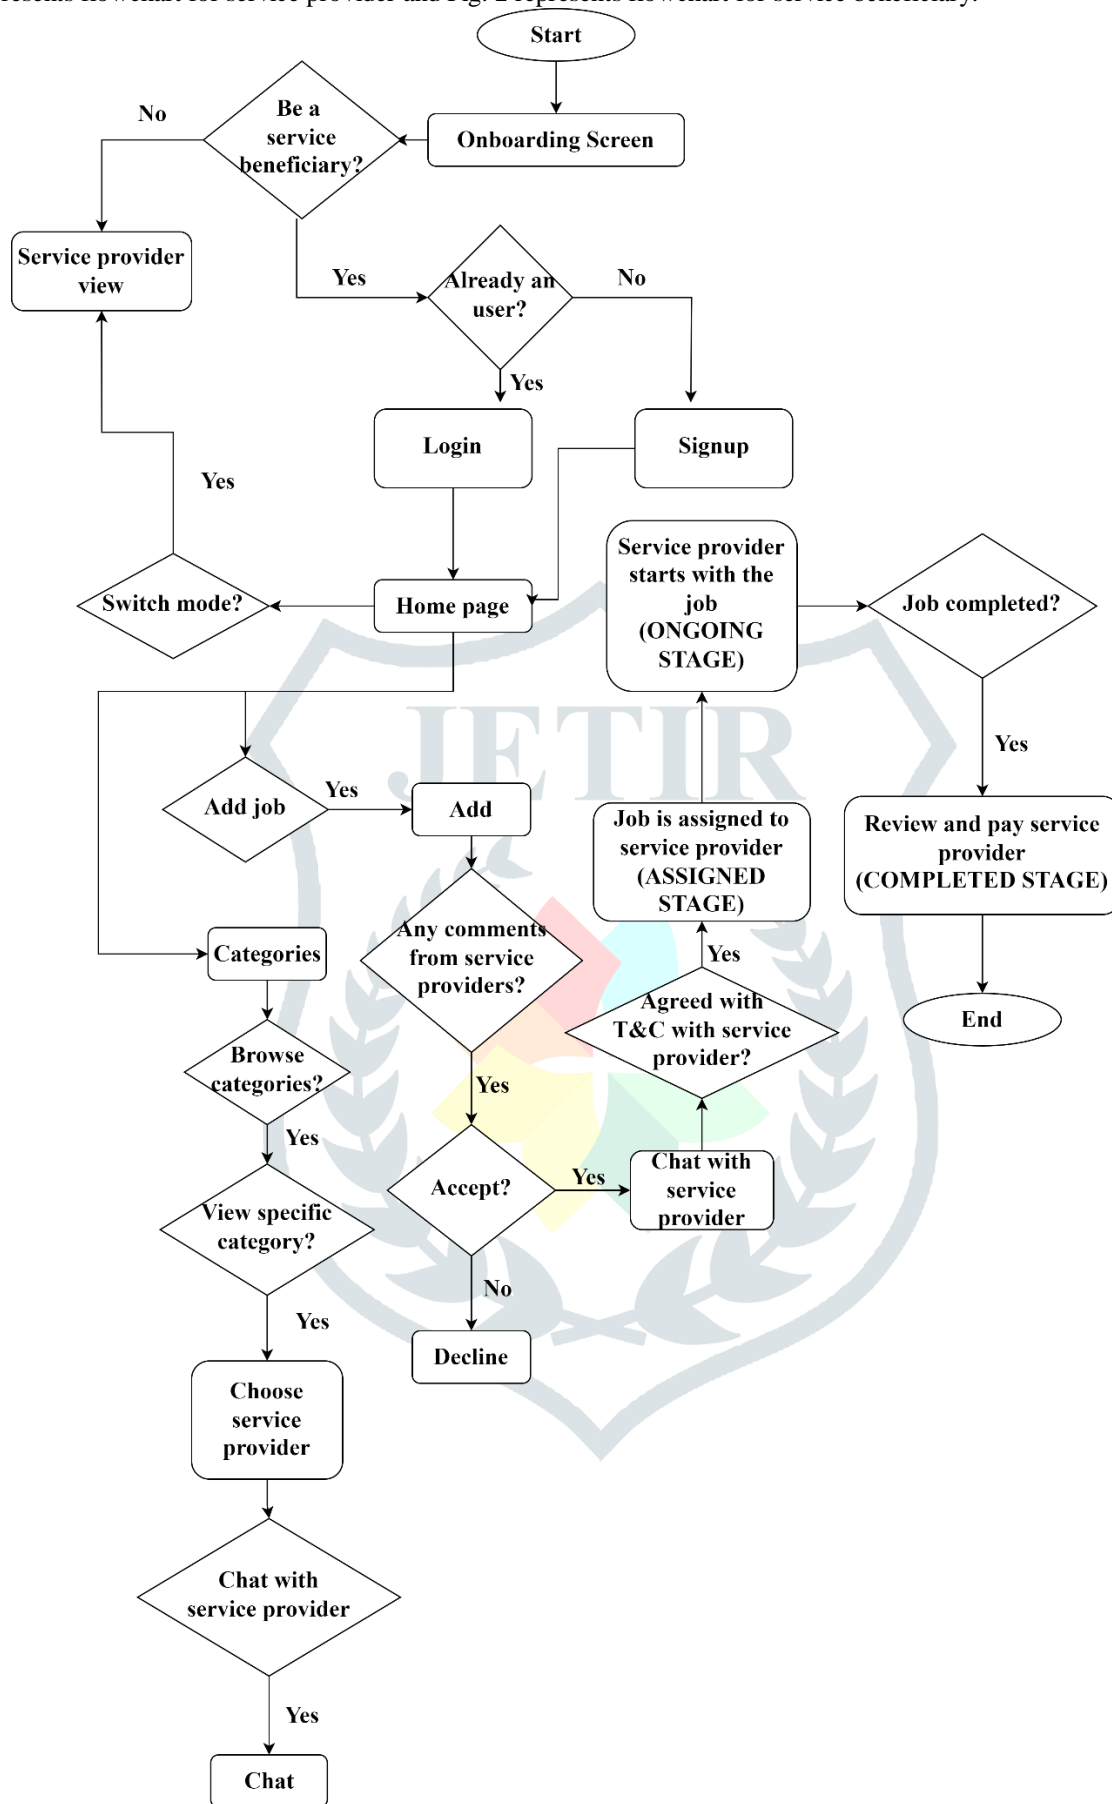 Start
No
Be a
service
beneficiary?
Onboarding Screen
Service provider
view
Yes
Already an
user?
No
Yes
Login
Signup
Yes
Switch mode?
Home page
Service provider
starts with the
job
(ONGOING
STAGE)
Job completed?
JETIR
Yes
Add job
Yes
Add
Job is assigned to
service provider
(ASSIGNED
STAGE)
Review and pay service
provider
(COMPLETED STAGE)
Categories
Any comments
from service
providers?
Yes
Agreed with
T&C with service
provider?
End
Browse
categories?
Yes
Yes
Accept?
Yes
Chat with
service
provider
View specific
category?
No
Yes
Decline
Choose
service
provider
Chat with
service provider
Yes
Chat